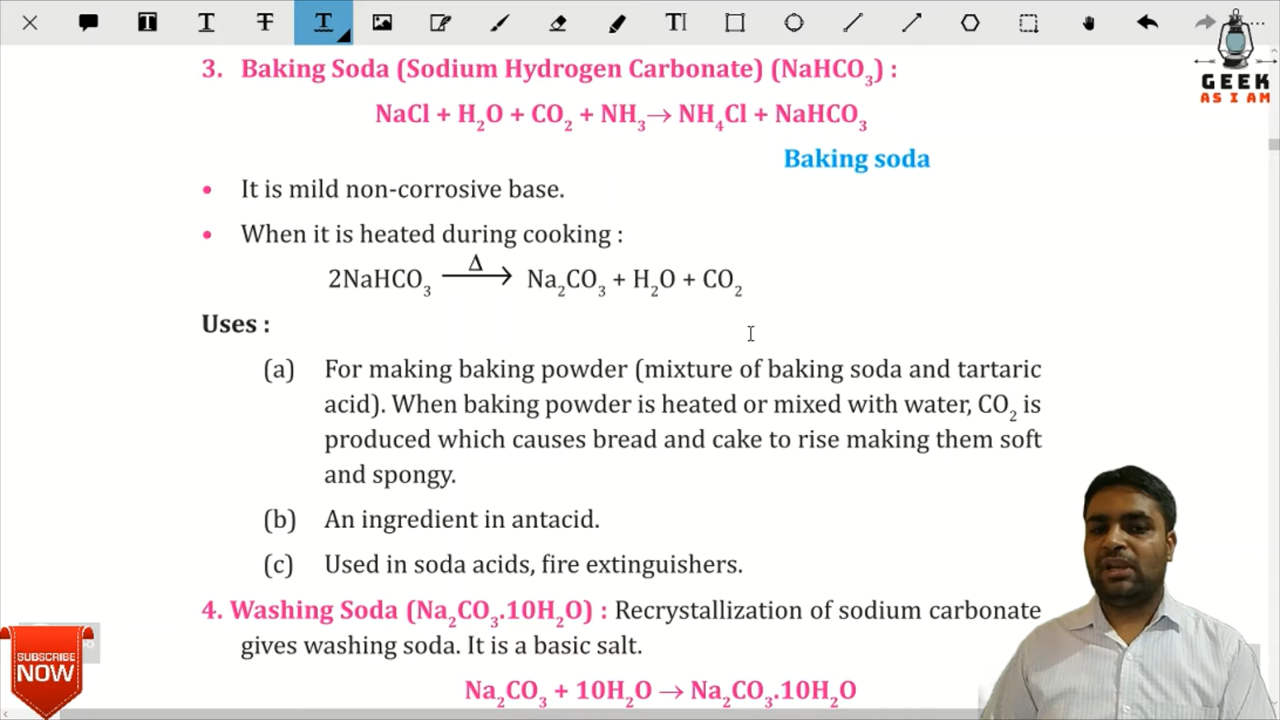 T T T T TI
GEEK
AS I AM
3. Baking Soda (Sodium Hydrogen Carbonate) (NaHCO₃) :
NaCl + H₂O + CO₂ + NH₃→ NH₄Cl + NaHCO₃
Baking soda
• It is mild non-corrosive base.
• When it is heated during cooking :
2NaHCO₃ —Δ→ Na₂CO₃ + H₂O + CO₂
Uses :
(a) For making baking powder (mixture of baking soda and tartaric
acid). When baking powder is heated or mixed with water, CO₂ is
produced which causes bread and cake to rise making them soft
and spongy.
(b) An ingredient in antacid.
(c) Used in soda acids, fire extinguishers.
4. Washing Soda (Na₂CO₃.10H₂O) : Recrystallization of sodium carbonate
gives washing soda. It is a basic salt.
Na₂CO₃ + 10H₂O → Na₂CO₃.10H₂O
SUBSCRIBE
NOW